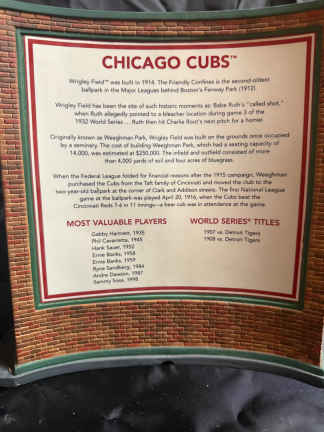 CHICAGO CUBS™
Wrigley Field™ was built in 1914. The Friendly Confines is the second-oldest
ballpark in the Major Leagues behind Boston's Fenway Park (1912).
Wrigley Field has been the site of such historic moments as: Babe Ruth's "called shot,"
when Ruth allegedly pointed to a bleacher location during game 3 of the
1932 World Series ... Ruth then hit Charlie Root's next pitch for a homer.
Originally known as Weeghman Park, Wrigley Field was built on the grounds once occupied
by a seminary. The cost of building Weeghman Park, which had a seating capacity of
14,000, was estimated at $250,000. The infield and outfield consisted of more
than 4,000 yards of soil and four acres of bluegrass.
When the Federal League folded for financial reasons after the 1915 campaign, Weeghman
purchased the Cubs from the Taft family of Cincinnati and moved the club to the
two-year-old ballpark at the corner of Clark and Addison streets. The first National League
game at the ballpark was played April 20, 1916, when the Cubs beat the
Cincinnati Reds 7-6 in 11 innings—a bear cub was in attendance at the game.
MOST VALUABLE PLAYERS
Gabby Hartnett, 1935
Phil Cavarretta, 1945
Hank Sauer, 1952
Ernie Banks, 1958
Ernie Banks, 1959
Ryne Sandberg, 1984
Andre Dawson, 1987
Sammy Sosa, 1998
WORLD SERIES® TITLES
1907 vs. Detroit Tigers
1908 vs. Detroit Tigers